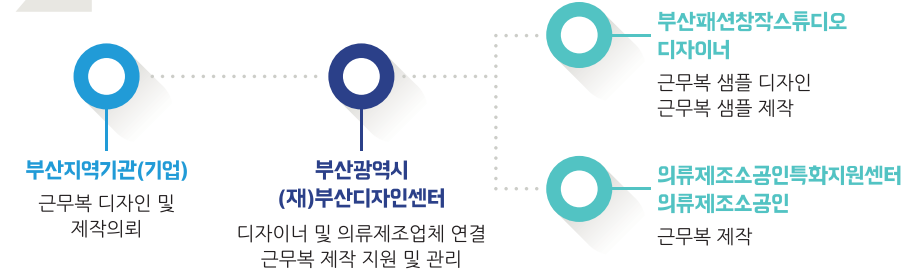 부산지역기관(기업)
근무복 디자인 및
제작의뢰
부산광역시
(재)부산디자인센터
디자이너 및 의류제조업체 연결
근무복 제작 지원 및 관리
부산패션창작스튜디오
디자이너
근무복 샘플 디자인
근무복 샘플 제작
의류제조소공인특화지원센터
의류제조소공인
근무복 제작